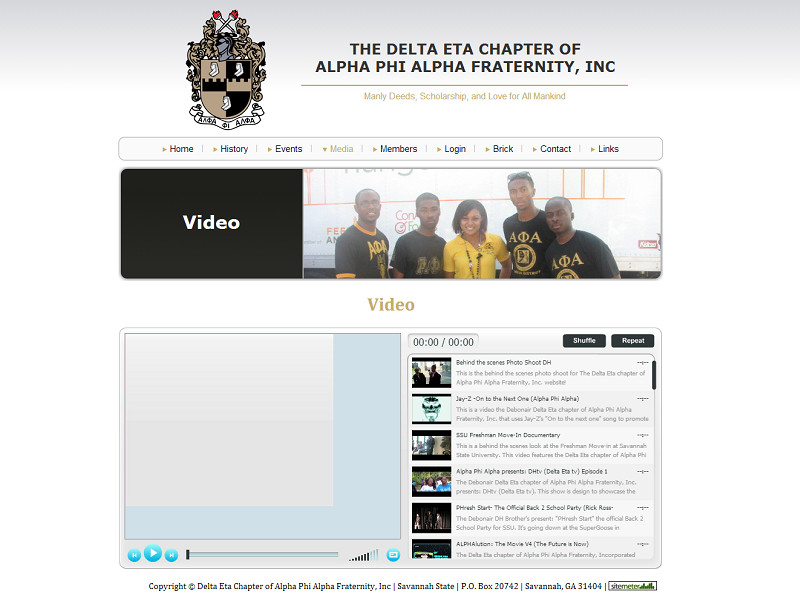 THE DELTA ETA CHAPTER OF
ALPHA PHI ALPHA FRATERNITY, INC
Manly Deeds, Scholarship, and Love for All Mankind
ΑΛΦΑ ΦΙ ΑΛΦΑ
Home History Events Media Members Login Brick Contact Links
Video
ΑΦΑ
ΑΦΑ
ΑΦΑ
Video
00:00 / 00:00 Shuffle Repeat
Behind the scenes Photo Shoot DH --:--
This is the behind the scenes photo shoot for The Delta Eta chapter of
Alpha Phi Alpha Fraternity, Inc. website!
Jay-Z -On to the Next One (Alpha Phi Alpha) --:--
This is a video the Debonair Delta Eta chapter of Alpha Phi Alpha
Fraternity, Inc. that uses Jay-Z's "On to the next one" song to promote
SSU Freshman Move-In Documentary --:--
This is a behind the scenes look at the Freshman Move-in at Savannah
State University. This video features the Delta Eta chapter of Alpha Phi
Alpha Phi Alpha presents: DHtv (Delta Eta tv) Episode 1 --:--
The Debonair Delta Eta chapter of Alpha Phi Alpha Fraternity, Inc.
presents: DHtv (Delta Eta tv). This show is design to showcase the
PHresh Start- The Official Back 2 School Party (Rick Ross- --:--
The Debonair DH Brother's present: "PHresh Start" the official Back 2
School Party for SSU. It's going down at the SuperGoose in
ALPHAlution: The Movie V4 (The Future is Now) --:--
The Delta Eta chapter of Alpha Phi Alpha Fraternity, Incorporated
Copyright © Delta Eta Chapter of Alpha Phi Alpha Fraternity, Inc | Savannah State | P.O. Box 20742 | Savannah, GA 31404 | sitemeter